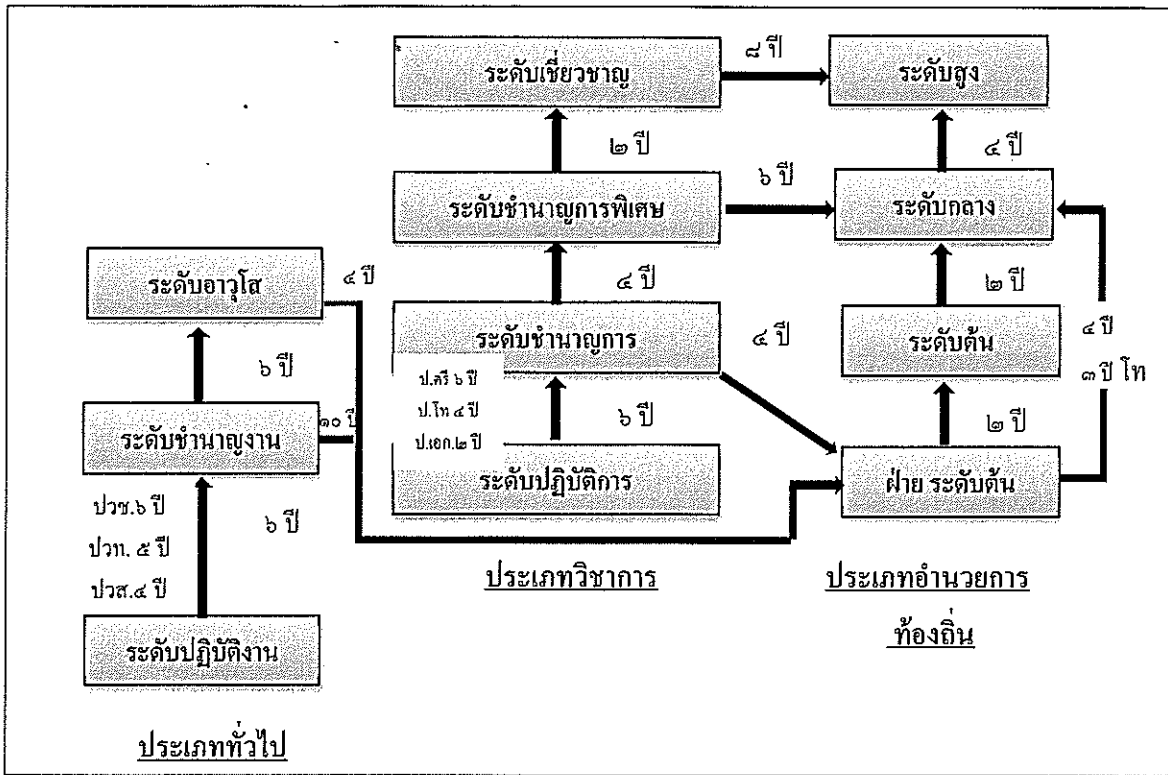 ระดับเชี่ยวชาญ
๘ ปี
ระดับสูง
๒ ปี
๔ ปี
ระดับชำนาญการพิเศษ
๖ ปี
ระดับกลาง
ระดับอาวุโส
๔ ปี
๔ ปี
๒ ปี
ระดับชำนาญการ
๔ ปี
ระดับต้น
๔ ปี
๓ ปี โท
๖ ปี
ป.ตรี ๖ ปี
ป.โท ๔ ปี
ป.เอก.๒ ปี
๖ ปี
๒ ปี
ระดับชำนาญงาน
๑๐ ปี
ระดับปฏิบัติการ
ฝ่าย ระดับต้น
ปวช.๖ ปี
ปวท. ๕ ปี
ปวส.๔ ปี
๖ ปี
ประเภทวิชาการ
ประเภทอำนวยการ
ท้องถิ่น
ระดับปฏิบัติงาน
ประเภททั่วไป